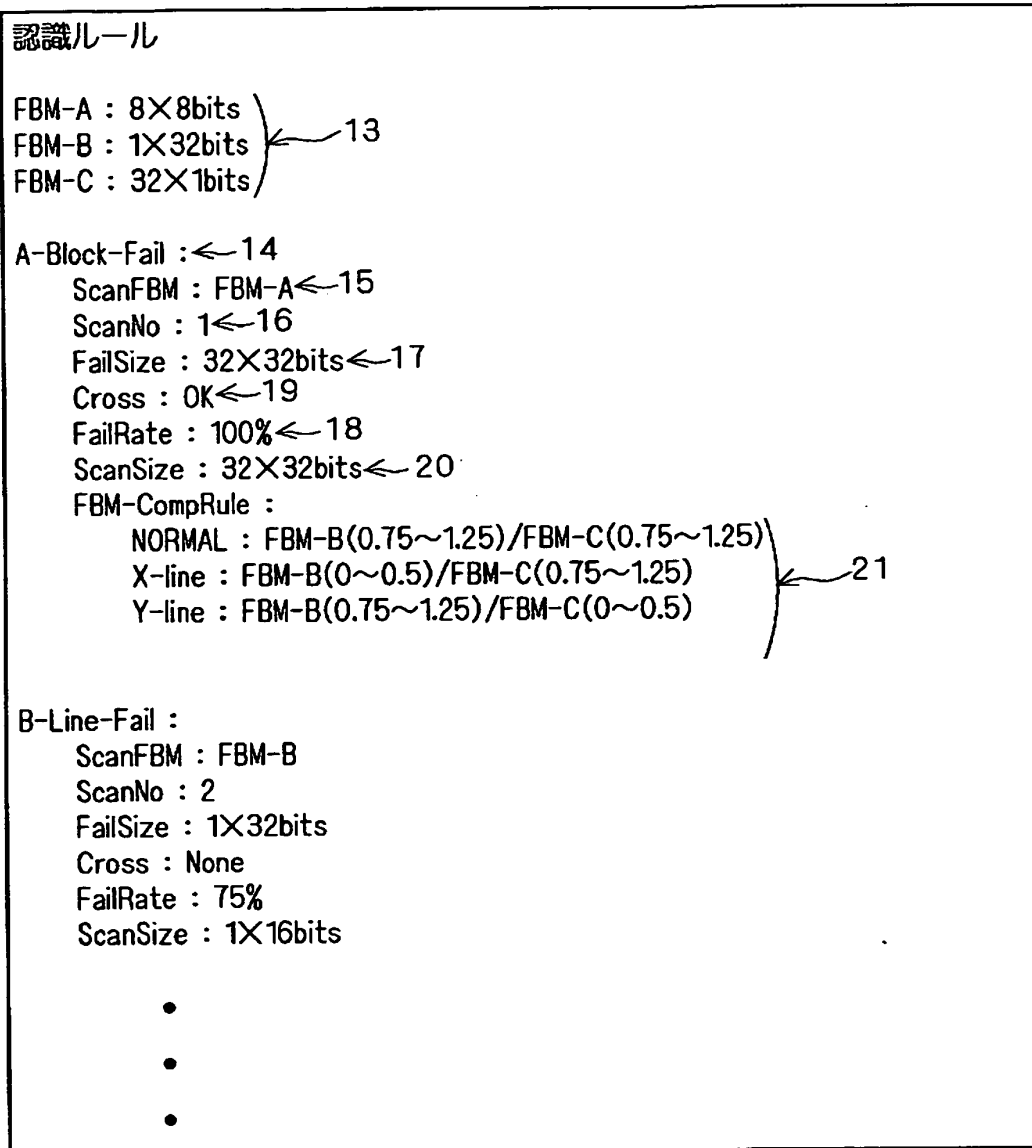 認識ルール
FBM-A : 8×8bits
FBM-B : 1×32bits
FBM-C : 32×1bits
13
A-Block-Fail :←14
ScanFBM : FBM-A←15
ScanNo : 1←16
FailSize : 32×32bits←17
Cross : OK←19
FailRate : 100%←18
ScanSize : 32×32bits←20
FBM-CompRule :
NORMAL : FBM-B(0.75~1.25)/FBM-C(0.75~1.25)
X-line : FBM-B(0~0.5)/FBM-C(0.75~1.25)
Y-line : FBM-B(0.75~1.25)/FBM-C(0~0.5)
21
B-Line-Fail :
ScanFBM : FBM-B
ScanNo : 2
FailSize : 1×32bits
Cross : None
FailRate : 75%
ScanSize : 1×16bits